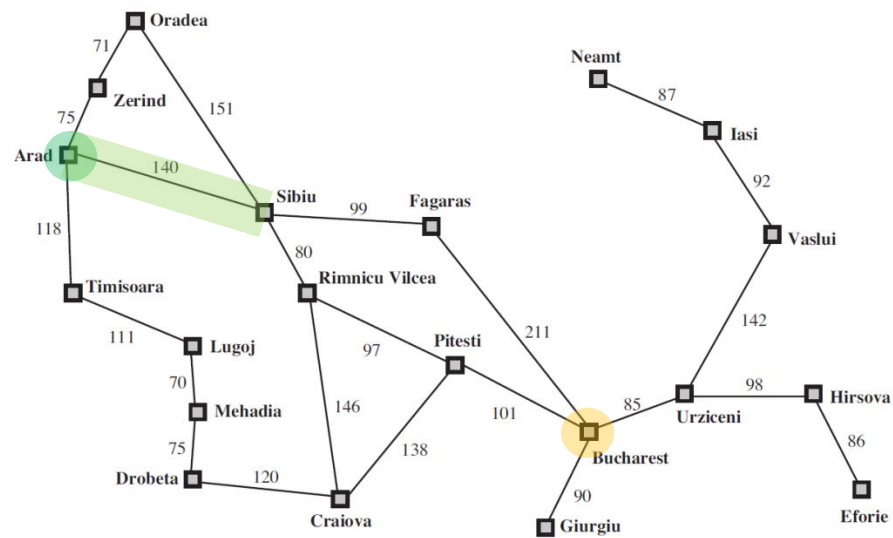 Oradea
71
Neamt
Zerind
87
151
75
Iasi
Arad
140
92
Sibiu
Fagaras
99
118
Vaslui
80
Timisoara
Rimnicu Vilcea
142
111
211
Lugoj
Pitesti
97
70
98
Hirsova
85
Mehadia
146
101
Urziceni
75
138
86
Bucharest
Drobeta
120
90
Craiova
Eforie
Giurgiu